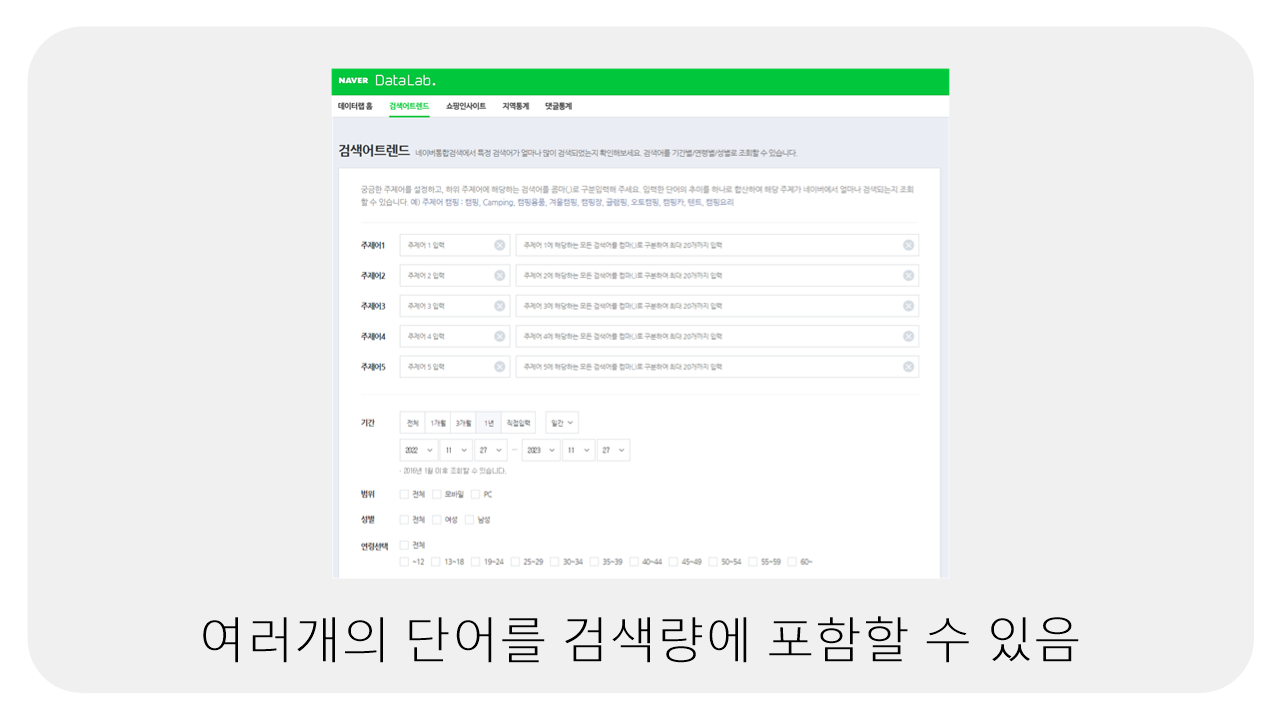 NAVER DataLab.
데이터랩 홈 검색어트렌드 쇼핑인사이트 지역통계 댓글통계
검색어트렌드 네이버통합검색에서 특정 검색어가 얼마나 많이 검색되었는지 확인해보세요. 검색어를 기간별/연령별/성별로 조회할 수 있습니다.
궁금한 주제어를 설정하고, 하위 주제어에 해당하는 검색어를 콤마(,)로 구분입력해 주세요. 입력한 단어의 추이를 하나로 합산하여 해당 주제가 네이버에서 얼마나 검색되는지 조회
할 수 있습니다. 예) 주제어 캠핑 : 캠핑, Camping, 캠핑용품, 겨울캠핑, 캠핑장, 글램핑, 오토캠핑, 캠핑카, 텐트, 캠핑요리
주제어1 주제어 1 입력 주제어 1에 해당하는 모든 검색어를 컴마(,)로 구분하여 최대 20개까지 입력
주제어2 주제어 2 입력 주제어 2에 해당하는 모든 검색어를 컴마(,)로 구분하여 최대 20개까지 입력
주제어3 주제어 3 입력 주제어 3에 해당하는 모든 검색어를 컴마(,)로 구분하여 최대 20개까지 입력
주제어4 주제어 4 입력 주제어 4에 해당하는 모든 검색어를 컴마(,)로 구분하여 최대 20개까지 입력
주제어5 주제어 5 입력 주제어 5에 해당하는 모든 검색어를 컴마(,)로 구분하여 최대 20개까지 입력
기간 전체 1개월 3개월 1년 직접입력 일간
2022 11 27 - 2023 11 27
· 2016년 1월 이후 조회할 수 있습니다.
범위 전체 모바일 PC
성별 전체 여성 남성
연령선택 전체
~12 13~18 19~24 25~29 30~34 35~39 40~44 45~49 50~54 55~59 60~
여러개의 단어를 검색량에 포함할 수 있음